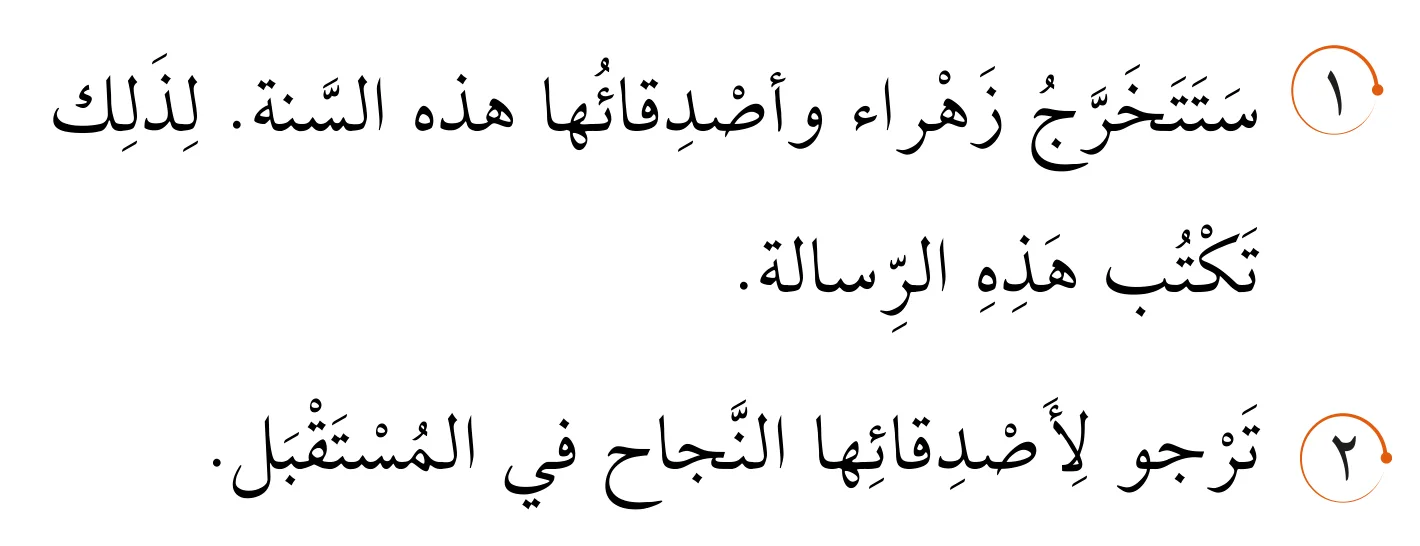 ١ سَتَتَخَرَّجُ زَهْراء وأصْدِقائُها هذه السَّنة. لِذَلِك
تَكْتُب هَذِهِ الرِّسالة.
٢ تَرْجو لِأَصْدِقائِها النَّجاح في المُسْتَقْبَل.